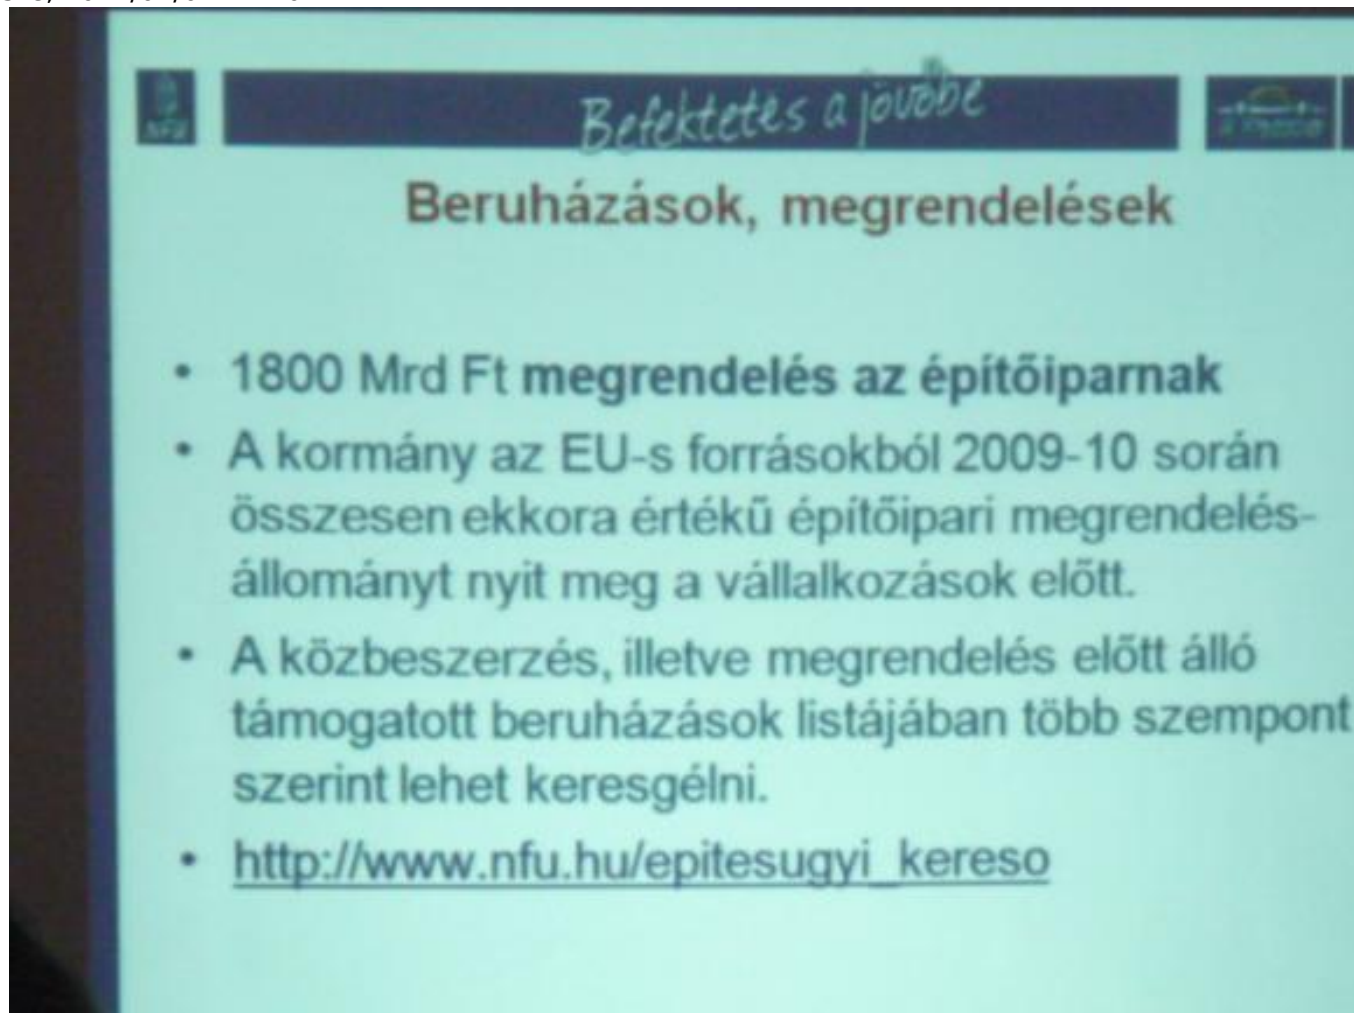 NFÜ
Befektetés a jövőbe
Beruházások, megrendelések
• 1800 Mrd Ft megrendelés az építőiparnak
• A kormány az EU-s forrásokból 2009-10 során
összesen ekkora értékű építőipari megrendelés-
állományt nyit meg a vállalkozások előtt.
• A közbeszerzés, illetve megrendelés előtt álló
támogatott beruházások listájában több szempont
szerint lehet keresgélni.
• http://www.nfu.hu/epitesugyi_kereso